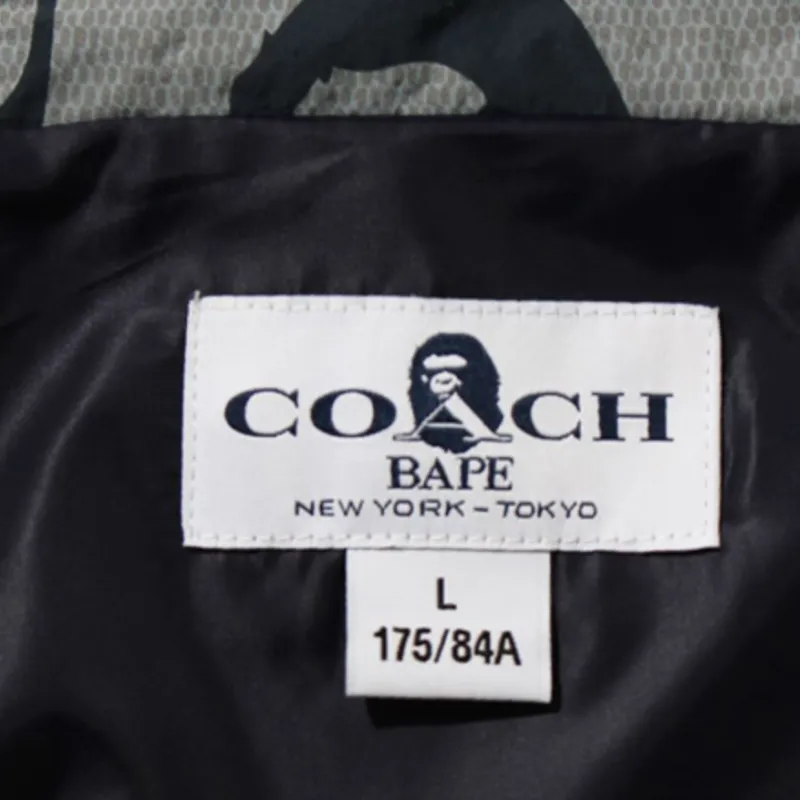 COACH
BAPE
NEW YORK - TOKYO
L
175/84A